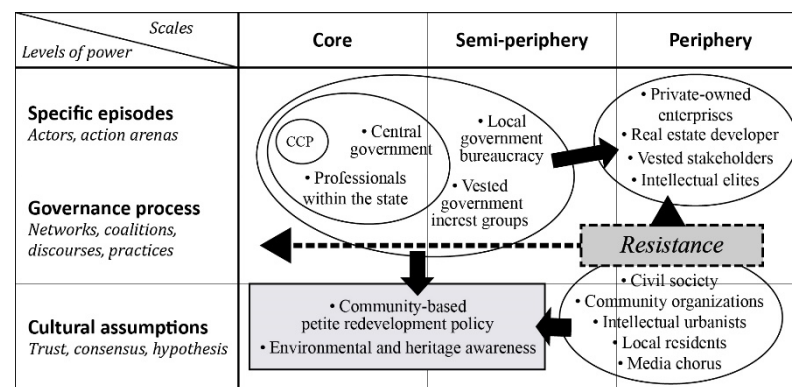 Scales
Levels of power
Core
Semi-periphery
Periphery
Specific episodes
Actors, action arenas
CCP
• Central
government
• Professionals
within the state
• Local
government
bureaucracy
• Vested
government
increst groups
• Private-owned
enterprises
• Real estate developer
• Vested stakeholders
• Intellectual elites
Governance process
Networks, coalitions,
discourses, practices
Resistance
Cultural assumptions
Trust, consensus, hypothesis
• Community-based
petite redevelopment policy
• Environmental and heritage awareness
• Civil society
• Community organizations
• Intellectual urbanists
• Local residents
• Media chorus